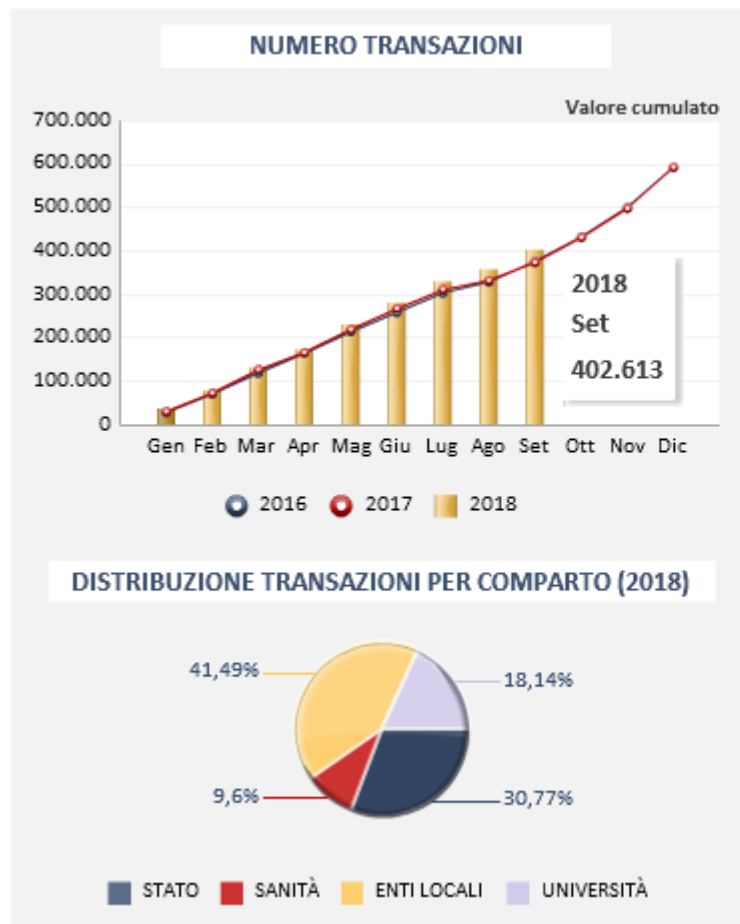 NUMERO TRANSAZIONI
Valore cumulato
700.000
600.000
500.000
400.000
300.000
200.000
100.000
0
2018
Set
402.613
Gen Feb Mar Apr Mag Giu Lug Ago Set Ott Nov Dic
2016 2017 2018
DISTRIBUZIONE TRANSAZIONI PER COMPARTO (2018)
41,49%
18,14%
9,6%
30,77%
STATO SANITÀ ENTI LOCALI UNIVERSITÀ